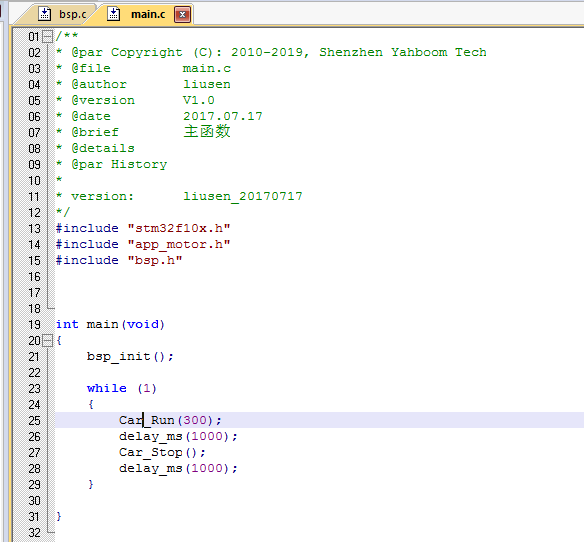 bsp.c main.c
01 /**
02 * @par Copyright (C): 2010-2019, Shenzhen Yahboom Tech
03 * @file main.c
04 * @author liusen
05 * @version V1.0
06 * @date 2017.07.17
07 * @brief 主函数
08 * @details
09 * @par History
10 *
11 * version: liusen_20170717
12 */
13 #include "stm32f10x.h"
14 #include "app_motor.h"
15 #include "bsp.h"
16
17
18
19 int main(void)
20 {
21 bsp_init();
22
23 while (1)
24 {
25 Car_Run(300);
26 delay_ms(1000);
27 Car_Stop();
28 delay_ms(1000);
29 }
30
31 }
32